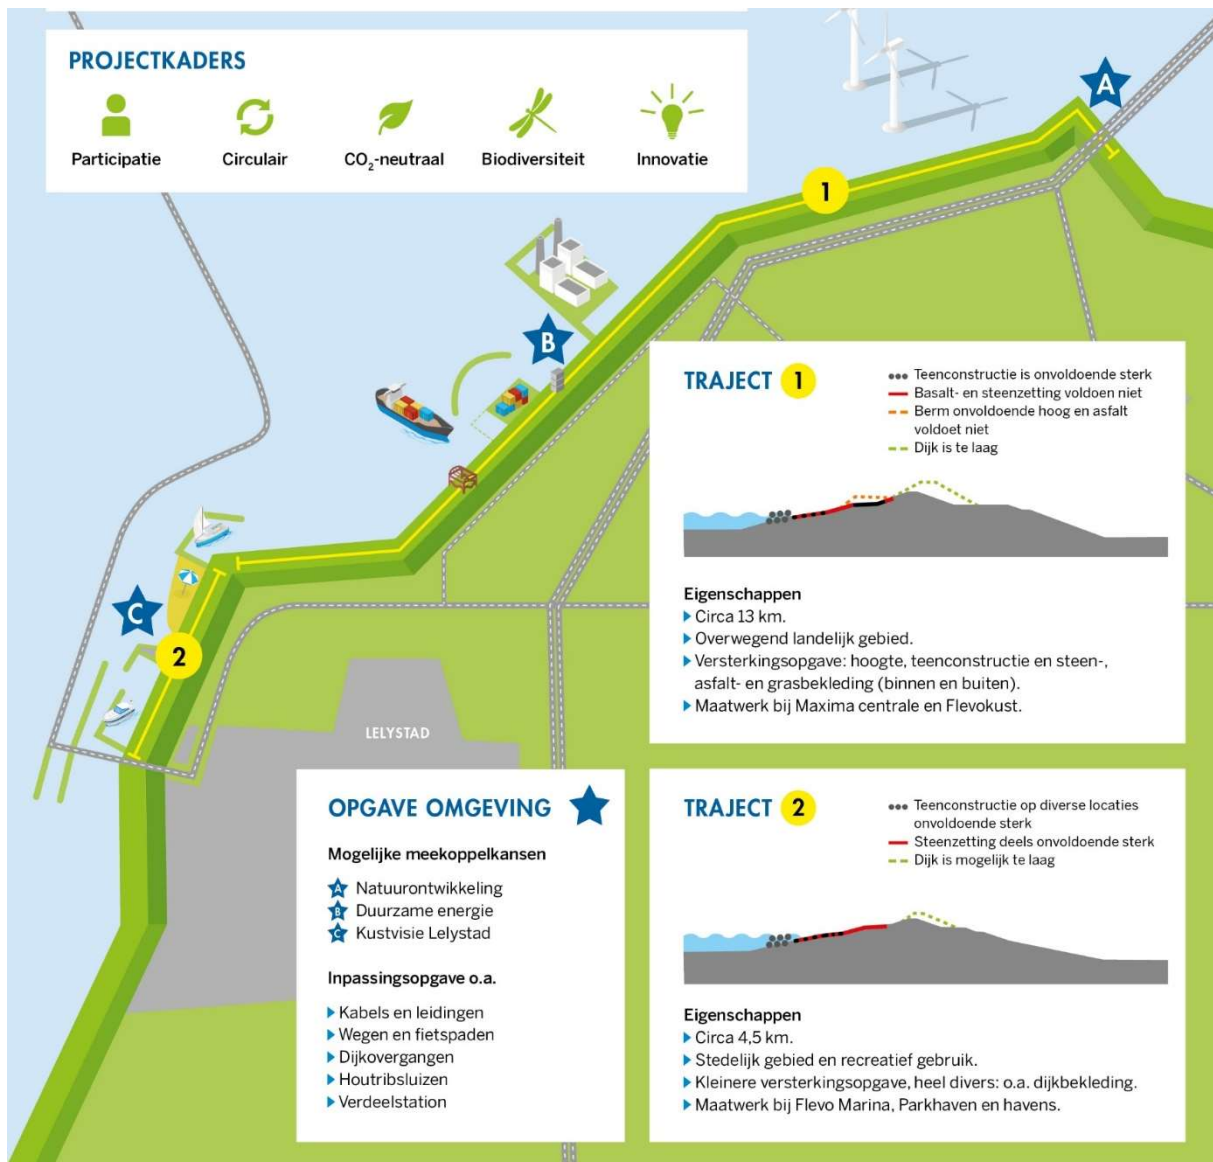 PROJECTKADERS
Participatie
Circulair
CO₂-neutraal
Biodiversiteit
Innovatie
A
1
B
C
2
LELYSTAD
TRAJECT 1
Teenconstructie is onvoldoende sterk
Basalt- en steenzetting voldoen niet
Berm onvoldoende hoog en asfalt
voldoet niet
Dijk is te laag
Eigenschappen
Circa 13 km.
Overwegend landelijk gebied.
Versterkingsopgave: hoogte, teenconstructie en steen-,
asfalt- en grasbekleding (binnen en buiten).
Maatwerk bij Maxima centrale en Flevokust.
OPGAVE OMGEVING
Mogelijke meekoppelkansen
A Natuurontwikkeling
B Duurzame energie
C Kustvisie Lelystad
Inpassingsopgave o.a.
Kabels en leidingen
Wegen en fietspaden
Dijkovergangen
Houtribsluizen
Verdeelstation
TRAJECT 2
Teenconstructie op diverse locaties
onvoldoende sterk
Steenzetting deels onvoldoende sterk
Dijk is mogelijk te laag
Eigenschappen
Circa 4,5 km.
Stedelijk gebied en recreatief gebruik.
Kleinere versterkingsopgave, heel divers: o.a. dijkbekleding.
Maatwerk bij Flevo Marina, Parkhaven en havens.